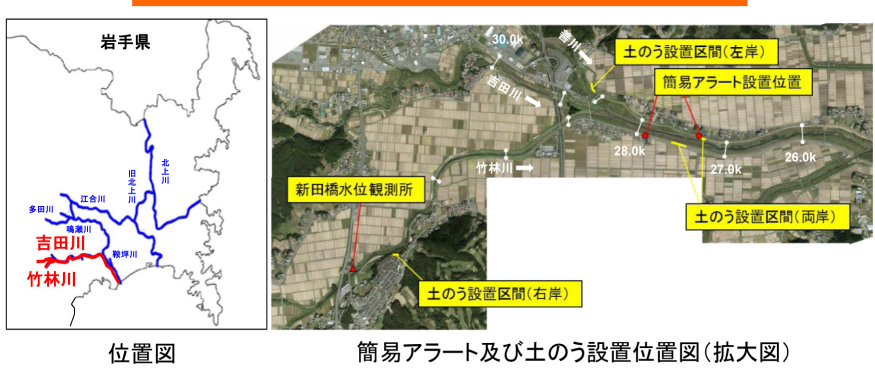 岩手県
北上川
旧北上川
江合川
多田川
鳴瀬川
吉田川
鞍坪川
竹林川
位置図
30.0k
善川
土のう設置区間(左岸)
簡易アラート設置位置
吉田川
28.0k
27.0k
26.0k
竹林川
新田橋水位観測所
土のう設置区間(両岸)
土のう設置区間(右岸)
簡易アラート及び土のう設置位置図(拡大図)